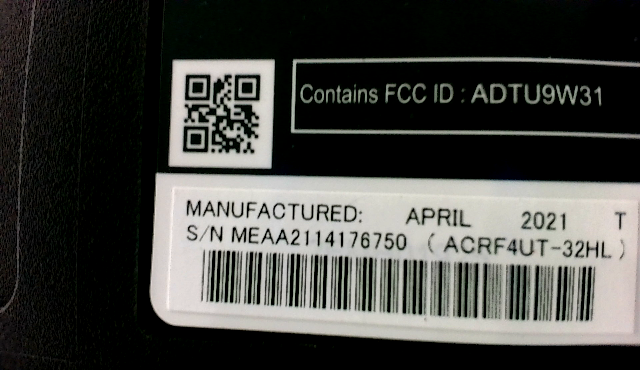 Contains FCC ID : ADTU9W31
MANUFACTURED: APRIL 2021 T
S/N MEAA2114176750 ( ACRF4UT-32HL )